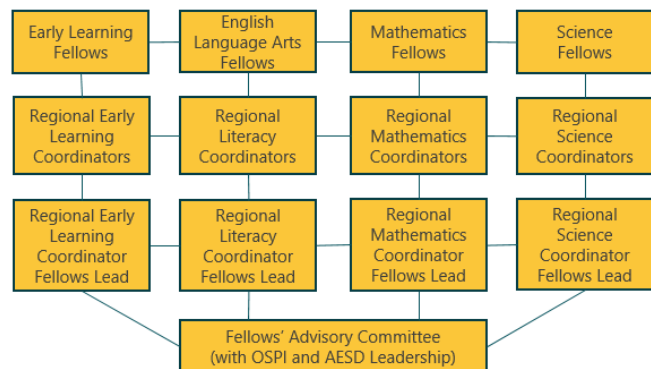 Early Learning
Fellows
English
Language Arts
Fellows
Mathematics
Fellows
Science
Fellows
Regional Early
Learning
Coordinators
Regional
Literacy
Coordinators
Regional
Mathematics
Coordinators
Regional
Science
Coordinators
Regional Early
Learning
Coordinator
Fellows Lead
Regional
Literacy
Coordinator
Fellows Lead
Regional
Mathematics
Coordinator
Fellows Lead
Regional
Science
Coordinator
Fellows Lead
Fellows’ Advisory Committee
(with OSPI and AESD Leadership)